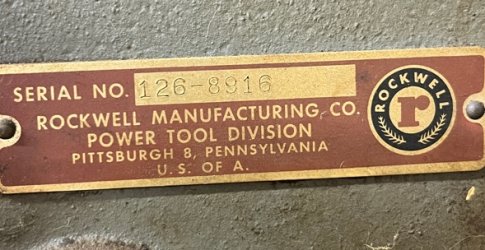 SERIAL NO. 126-8916
ROCKWELL MANUFACTURING CO.
POWER TOOL DIVISION
PITTSBURGH 8, PENNSYLVANIA
U.S. OF A.
ROCKWELL
r